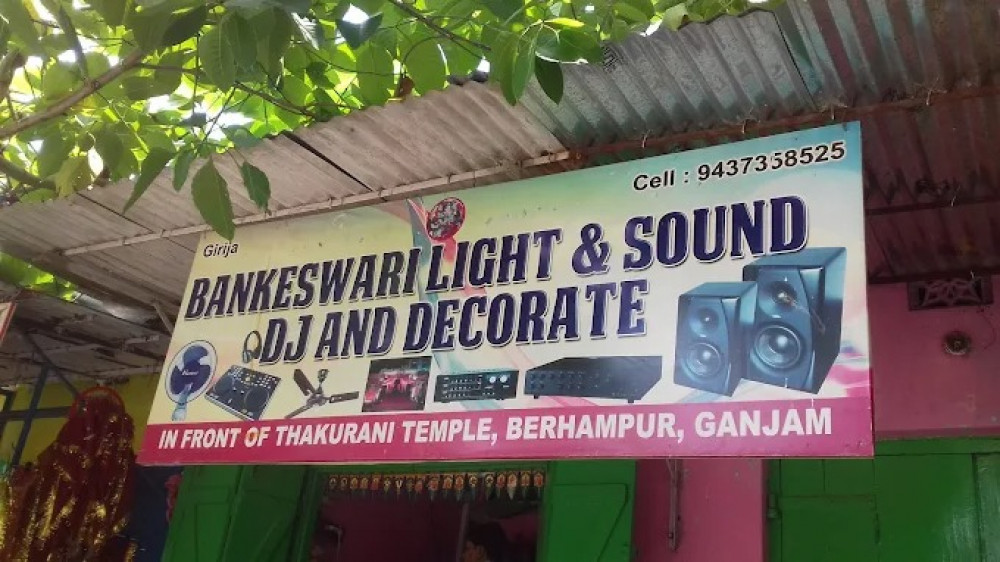 Cell : 9437358525
Girija
BANKESWARI LIGHT & SOUND
DJ AND DECORATE
IN FRONT OF THAKURANI TEMPLE, BERHAMPUR, GANJAM